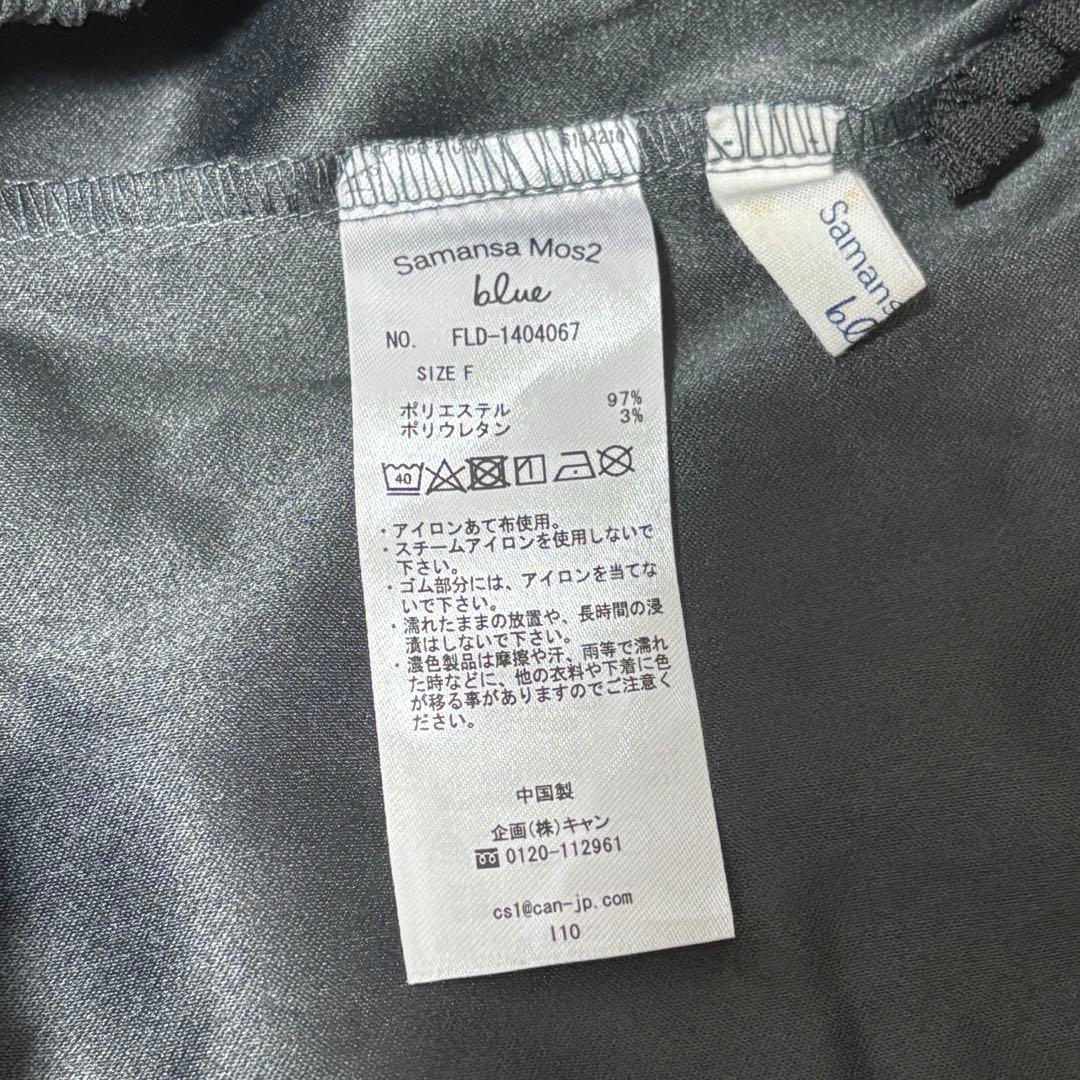 Samansa Mos2
blue
NO. FLD-1404067
SIZE F
ポリエステル 97%
ポリウレタン 3%
40
・アイロンあて布使用。
・スチームアイロンを使用しないで
下さい。
・ゴム部分には、アイロンを当てな
いで下さい。
・濡れたままの放置や、長時間の浸
漬はしないで下さい。
・濃色製品は摩擦や汗、雨等で濡れ
た時などに、他の衣料や下着に色
が移る事がありますのでご注意く
ださい。
中国製
企画(株)キャン
0120-112961
cs1@can-jp.com
I10
Samans
bl